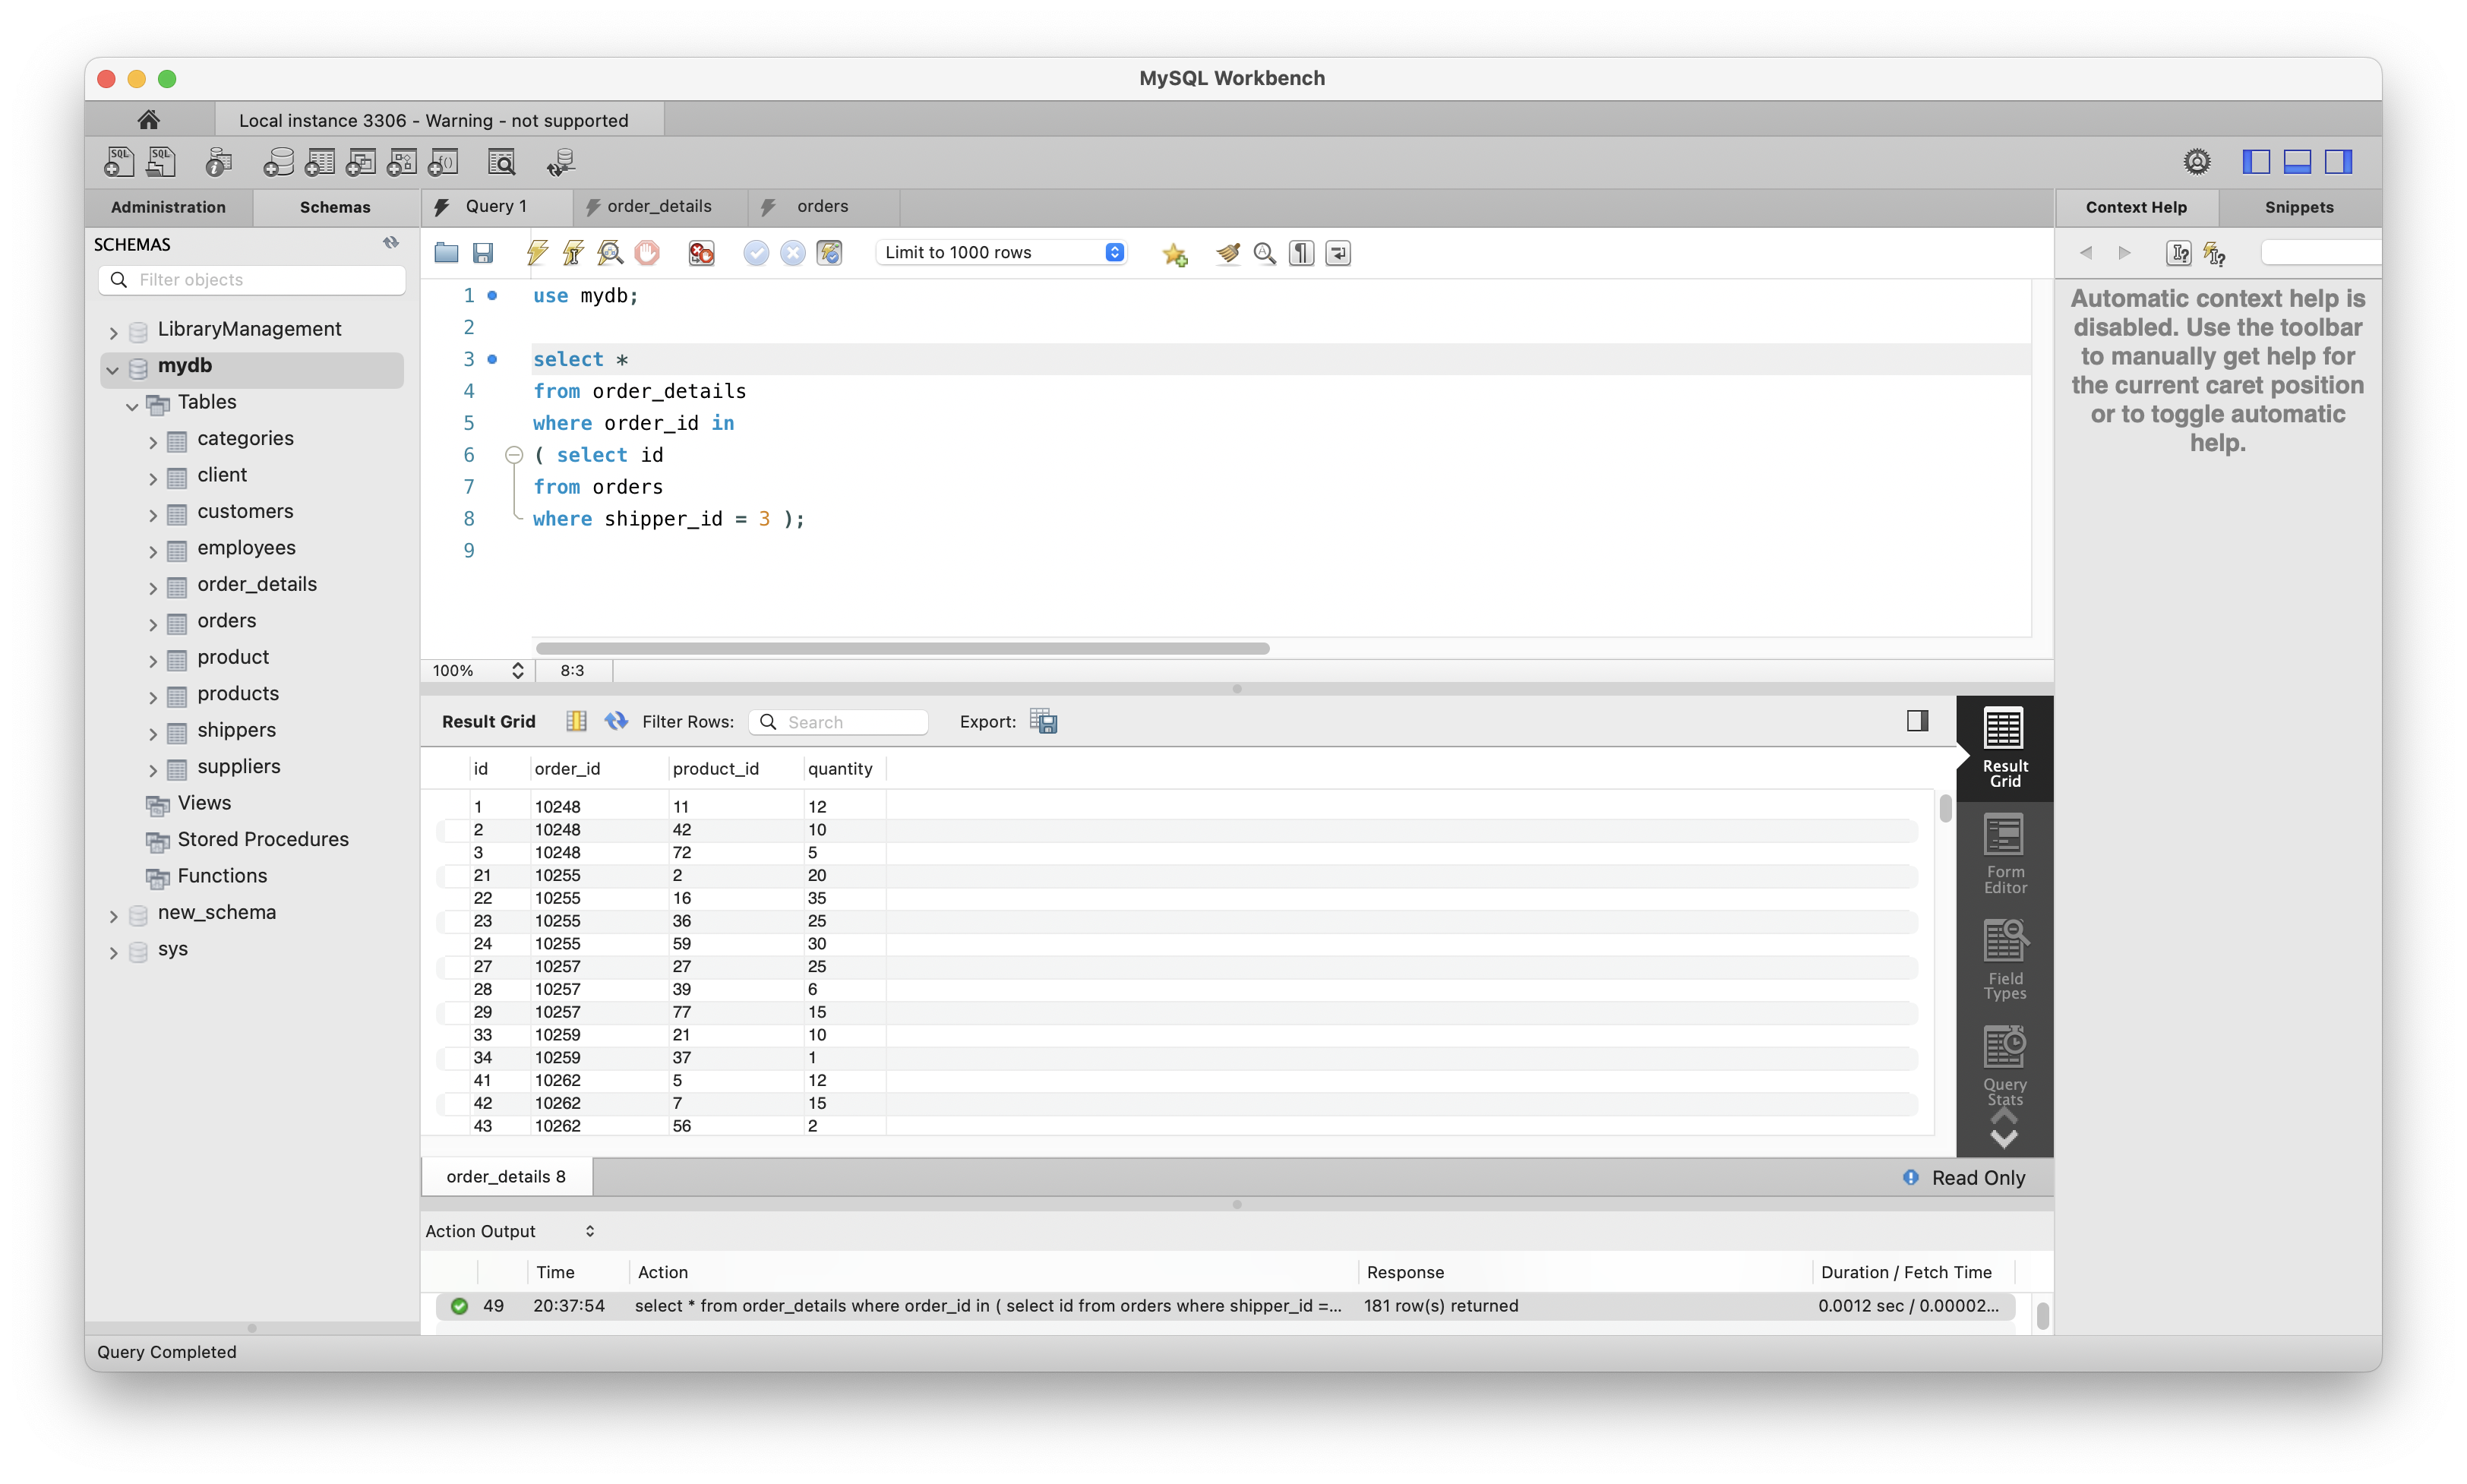 MySQL Workbench
Local instance 3306 - Warning - not supported
SQL SQL
Administration Schemas Query 1 order_details orders Context Help Snippets
SCHEMAS
Filter objects
Limit to 1000 rows
LibraryManagement
mydb
Tables
categories
client
customers
employees
order_details
orders
product
products
shippers
suppliers
Views
Stored Procedures
Functions
new_schema
sys
1 use mydb;
2
3 select *
4 from order_details
5 where order_id in
6 ( select id
7 from orders
8 where shipper_id = 3 );
9
100% 8:3
Automatic context help is
disabled. Use the toolbar
to manually get help for
the current caret position
or to toggle automatic
help.
Result Grid Filter Rows: Search Export:
id order_id product_id quantity
1 10248 11 12
2 10248 42 10
3 10248 72 5
21 10255 2 20
22 10255 16 35
23 10255 36 25
24 10255 59 30
27 10257 27 25
28 10257 39 6
29 10257 77 15
33 10259 21 10
34 10259 37 1
41 10262 5 12
42 10262 7 15
43 10262 56 2
Result
Grid
Form
Editor
Field
Types
Query
Stats
order_details 8 Read Only
Action Output
Time Action Response Duration / Fetch Time
49 20:37:54 select * from order_details where order_id in ( select id from orders where shipper_id =... 181 row(s) returned 0.0012 sec / 0.00002...
Query Completed